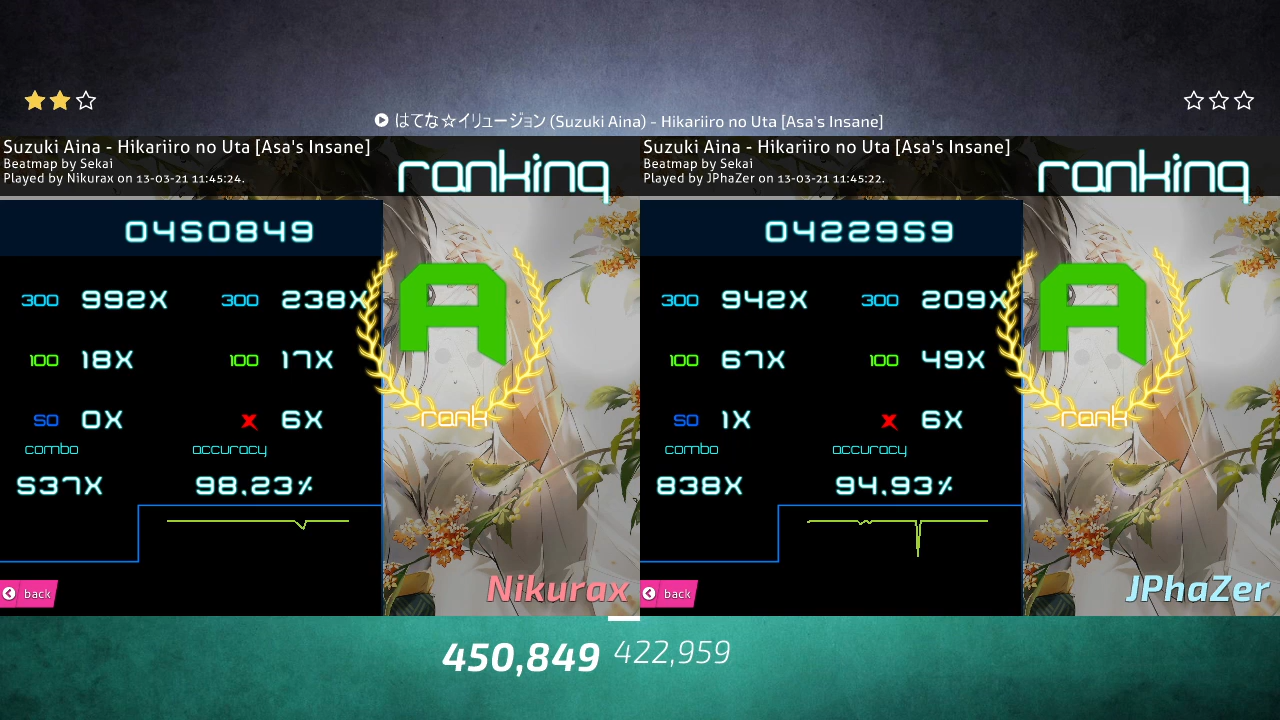 はてな☆イリュージョン (Suzuki Aina) - Hikariiro no Uta [Asa's Insane]
Suzuki Aina - Hikariiro no Uta [Asa's Insane]
Beatmap by Sekai
Played by Nikurax on 13-03-21 11:45:24.
ranking
0450849
300 992X 300 238X
100 18X 100 17X
50 0X X 6X
combo accuracy
537X 98.23%
A
rank
back
Nikurax
Suzuki Aina - Hikariiro no Uta [Asa's Insane]
Beatmap by Sekai
Played by JPhaZer on 13-03-21 11:45:22.
ranking
0422959
300 942X 300 209X
100 67X 100 49X
50 1X X 6X
combo accuracy
838X 94.93%
A
rank
back
JPhaZer
450,849 422,959